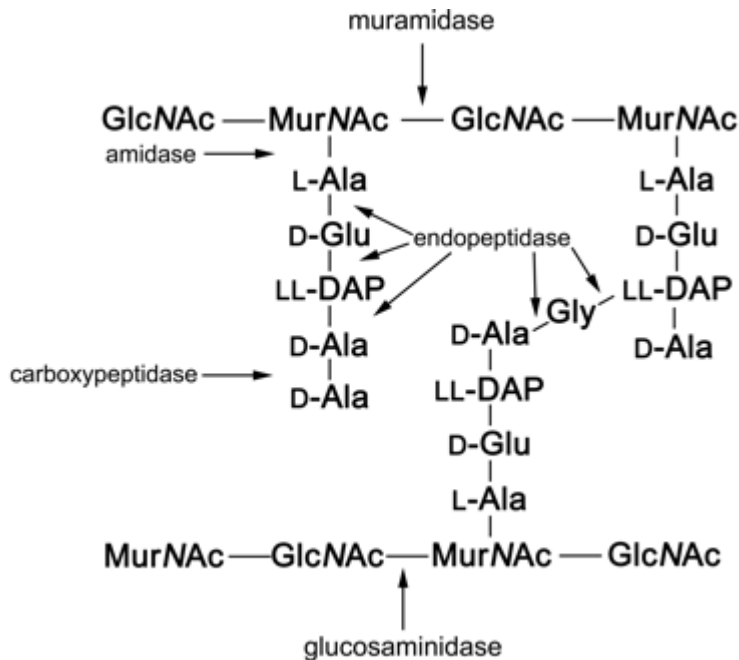 muramidase
GlcNAc MurNAc GlcNAc MurNAc
amidase
L-Ala L-Ala
D-Glu endopeptidase D-Glu
LL-DAP LL-DAP
Gly
D-Ala D-Ala D-Ala
carboxypeptidase D-Ala LL-DAP
D-Glu
L-Ala
MurNAc GlcNAc MurNAc GlcNAc
glucosaminidase